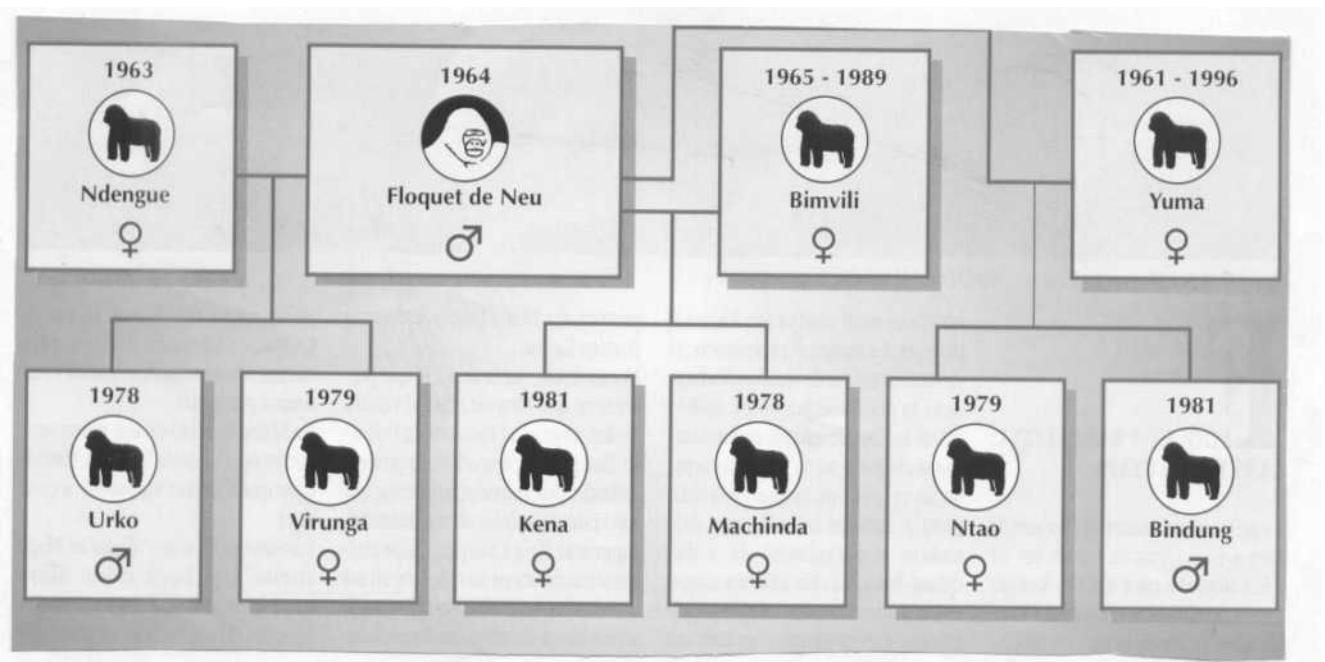 1963
Ndengue
♀
1964
Floquet de Neu
♂
1965 - 1989
Bimvili
♀
1961 - 1996
Yuma
♀
1978
Urko
♂
1979
Virunga
♀
1981
Kena
♀
1978
Machinda
♀
1979
Ntao
♀
1981
Bindung
♂